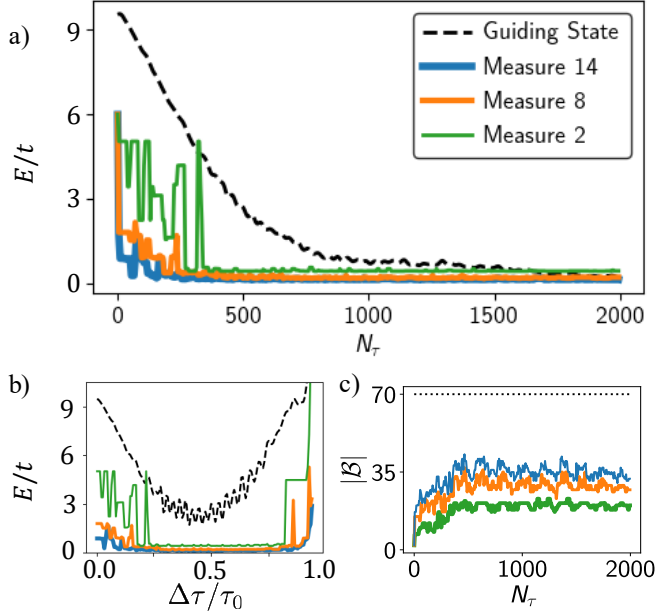 a)
9
6
3
0
E/t
Guiding State
Measure 14
Measure 8
Measure 2
0
500
1000
1500
2000
N_τ
b)
9
6
3
0
E/t
0.0
0.5
1.0
Δτ/τ₀
c)
70
35
0
|ℬ|
0
1000
2000
N_τ